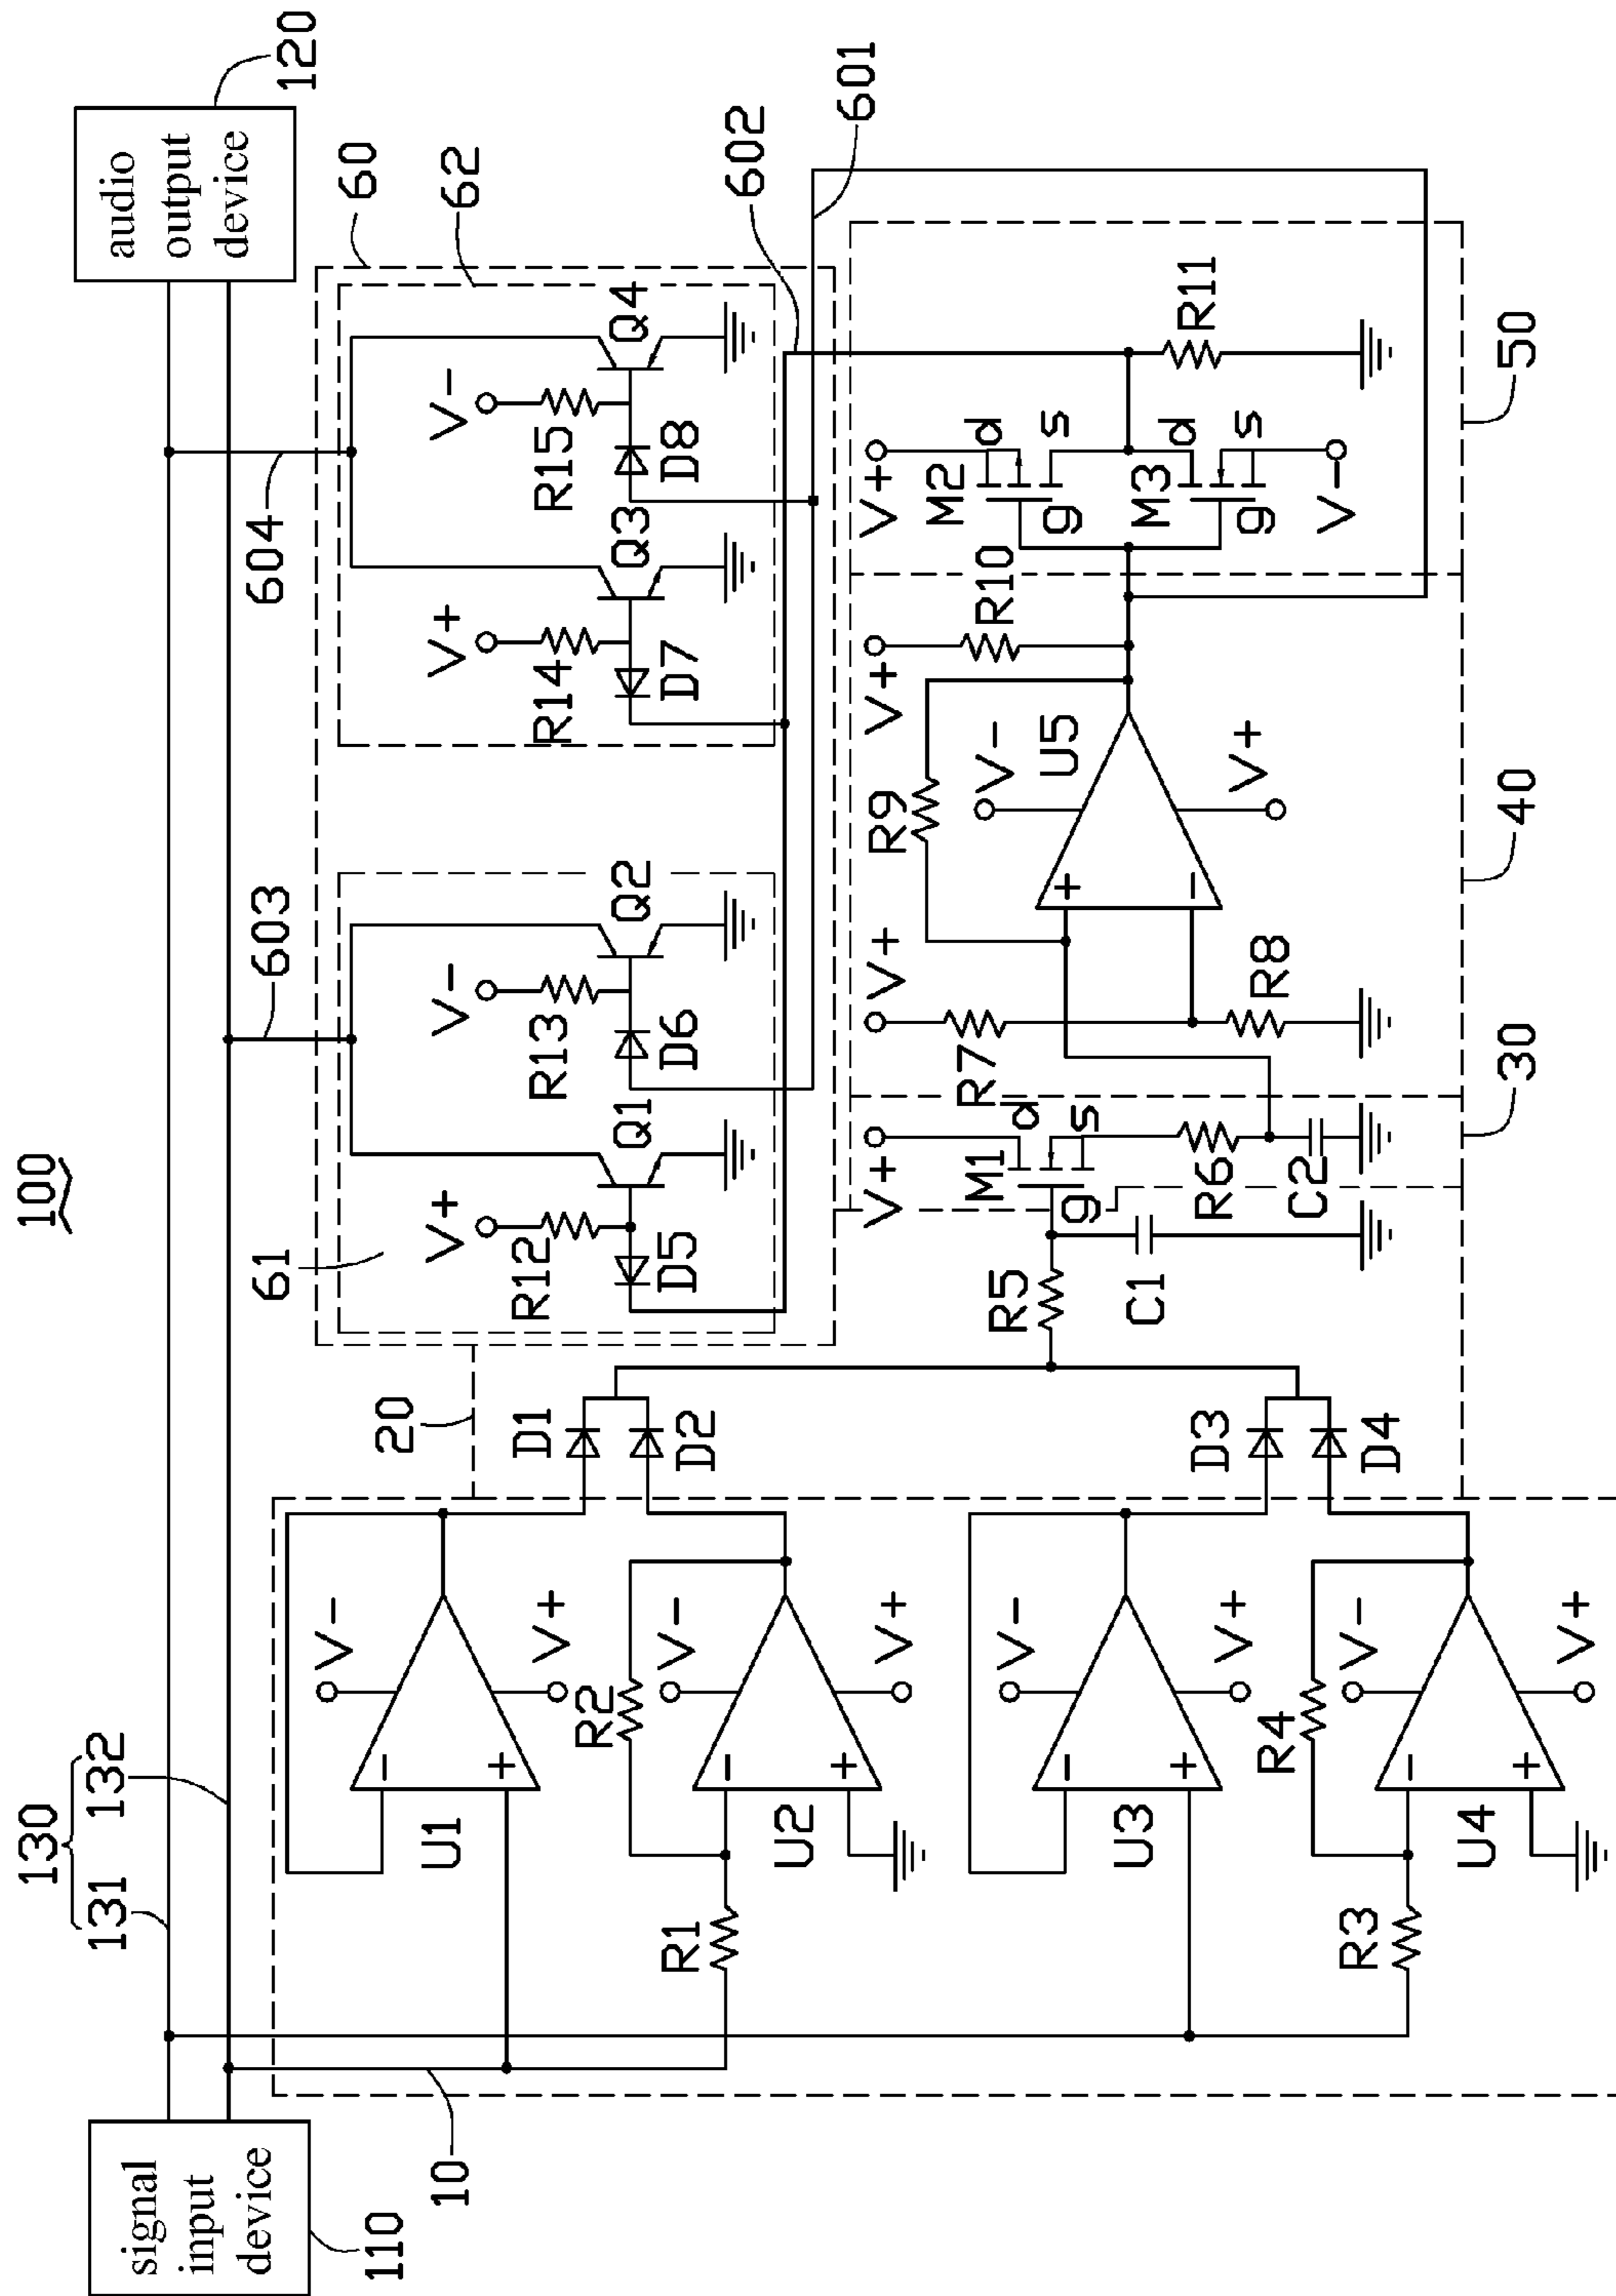 100
130
131 132
signal
input
device
110
audio
output
device
120
10
604
603
60
62
602
601
61
V+
R12
D5
Q1
V-
R13
D6
Q2
V+
R14
D7
Q3
V-
R15
D8
Q4
20
V-
-
+
U1
V+
D1
R1
R2
V-
-
+
U2
V+
D2
V-
-
+
U3
V+
D3
R3
R4
V-
-
+
U4
V+
D4
R5
C1
V+
M1
d
g
s
R6
C2
30
V+
R7
R8
R9
V-
+
-
U5
V+
V+
R10
40
V+
M2
d
g
s
M3
d
g
s
V-
R11
50